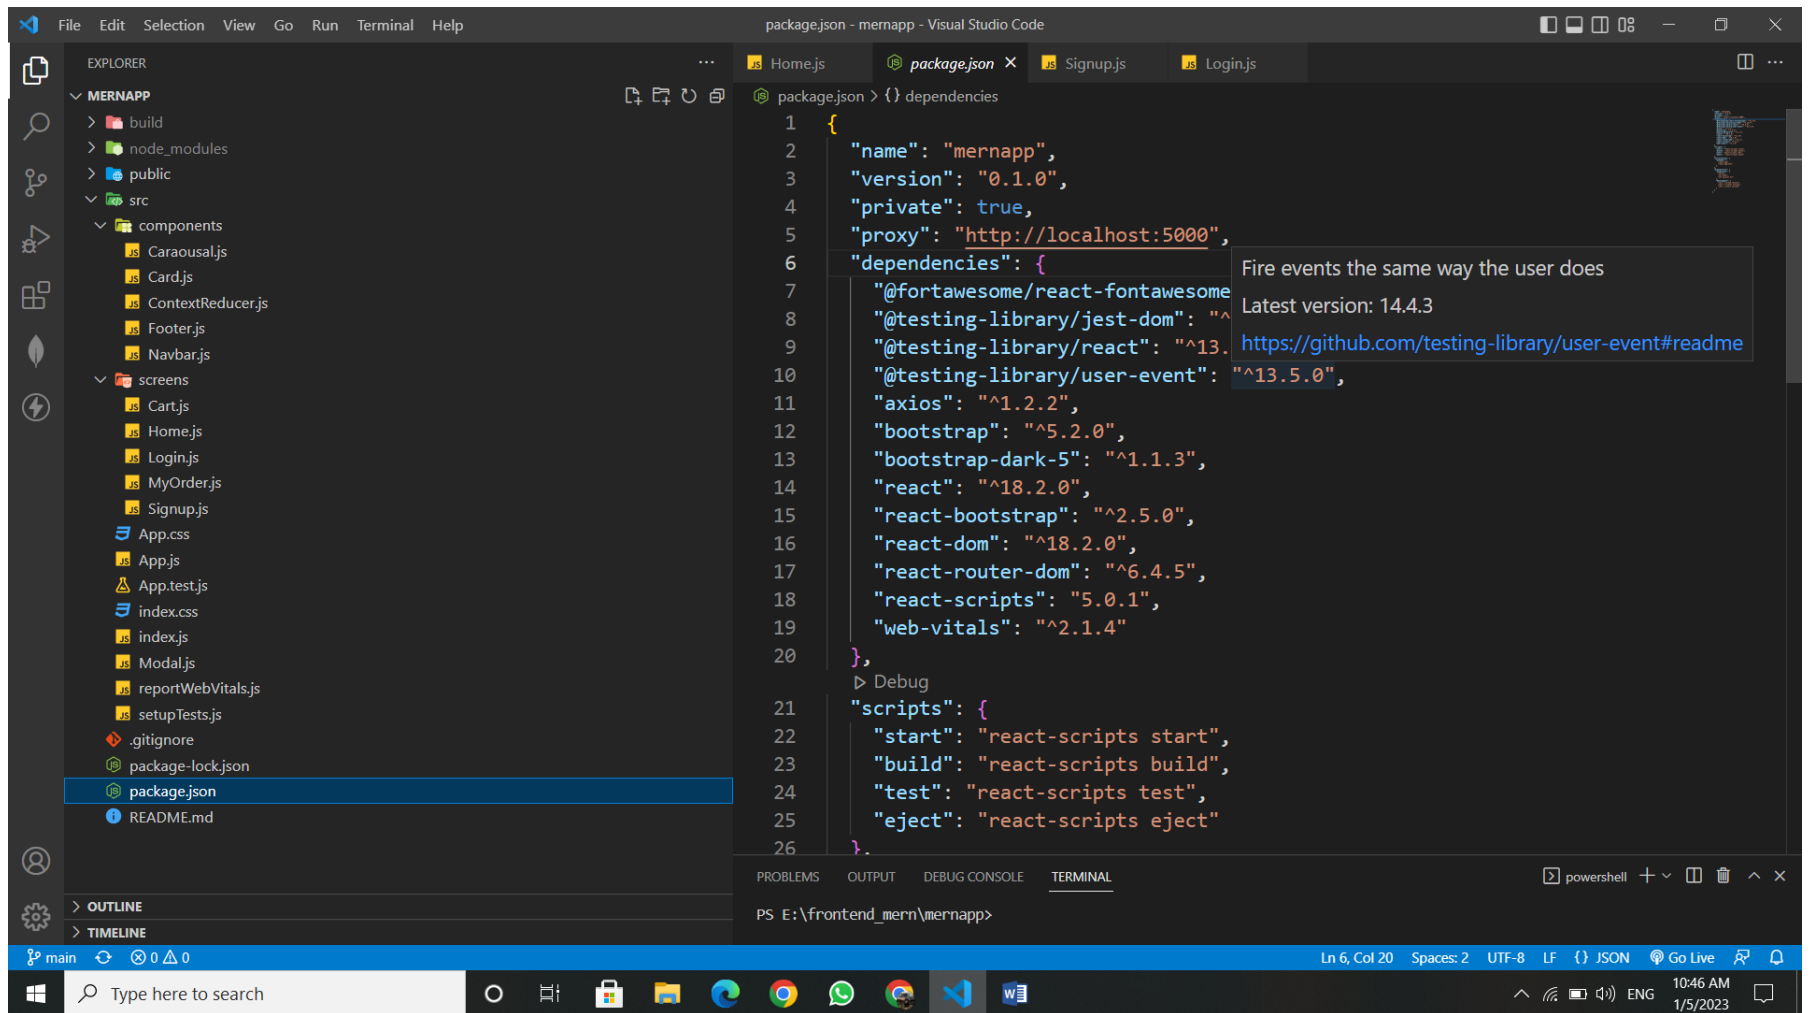 File Edit Selection View Go Run Terminal Help
package.json - mernapp - Visual Studio Code
EXPLORER
MERNAPP
build
node_modules
public
src
components
Caraousal.js
Card.js
ContextReducer.js
Footer.js
Navbar.js
screens
Cart.js
Home.js
Login.js
MyOrder.js
Signup.js
App.css
App.js
App.test.js
index.css
index.js
Modal.js
reportWebVitals.js
setupTests.js
.gitignore
package-lock.json
package.json
README.md
OUTLINE
TIMELINE
Home.js package.json Signup.js Login.js
package.json > {} dependencies
1 {
2 "name": "mernapp",
3 "version": "0.1.0",
4 "private": true,
5 "proxy": "http://localhost:5000",
6 "dependencies": {
7 "@fortawesome/react-fontawesome
8 "@testing-library/jest-dom": "^
9 "@testing-library/react": "^13.
10 "@testing-library/user-event": "^13.5.0",
11 "axios": "^1.2.2",
12 "bootstrap": "^5.2.0",
13 "bootstrap-dark-5": "^1.1.3",
14 "react": "^18.2.0",
15 "react-bootstrap": "^2.5.0",
16 "react-dom": "^18.2.0",
17 "react-router-dom": "^6.4.5",
18 "react-scripts": "5.0.1",
19 "web-vitals": "^2.1.4"
20 },
Debug
21 "scripts": {
22 "start": "react-scripts start",
23 "build": "react-scripts build",
24 "test": "react-scripts test",
25 "eject": "react-scripts eject"
26 },
Fire events the same way the user does
Latest version: 14.4.3
https://github.com/testing-library/user-event#readme
PROBLEMS OUTPUT DEBUG CONSOLE TERMINAL
powershell
PS E:\frontend_mern\mernapp>
main 0 0
Ln 6, Col 20 Spaces: 2 UTF-8 LF {} JSON Go Live
Type here to search
ENG
10:46 AM
1/5/2023